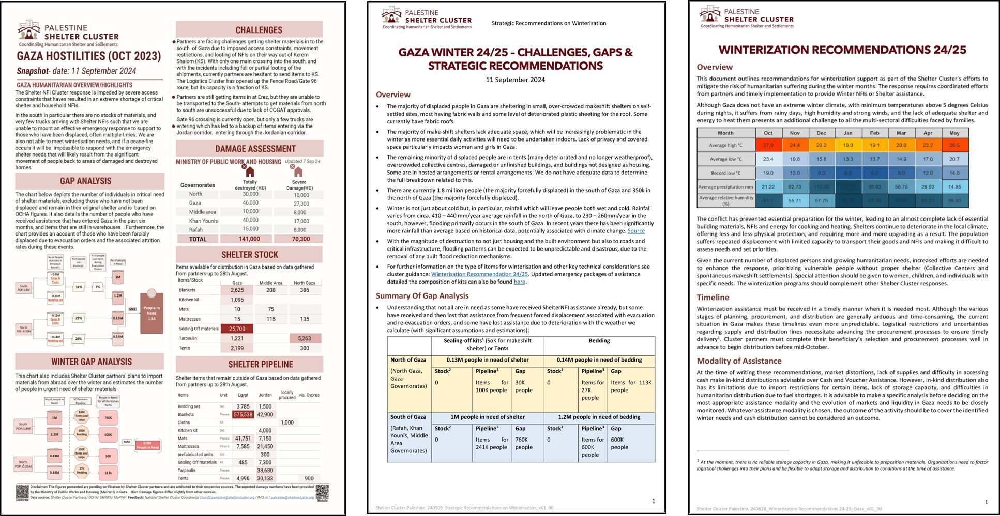 PALESTINE
SHELTER CLUSTER
Coordinating Humanitarian Shelter and Settlements
GAZA HOSTILITIES (OCT 2023)
Snapshot- date: 11 September 2024
GAZA HUMANITARIAN OVERVIEW/HIGHLIGHTS
The Shelter NFI Cluster response is impeded by severe access
constraints that haves resulted in an extreme shortage of critical
shelter and household NFIs.
In the south in particular there are no stocks of materials, and
very few trucks arriving with Shelter NFIs such that we are
unable to mount an effective emergency response to support to
those who have been displaced, often multiple times. We are
also not able to meet winterisation needs, and if a cease-fire
occurs it will be impossible to respond with the emergency
shelter needs that will likely result from the significant
movement of people back to areas of damaged and destroyed
homes.
GAP ANALYSIS
The chart below depicts the number of individuals in critical need
of shelter materials, excluding those who have not been
displaced and remain in their original shelter and is based on
OCHA figures. It also details the number of people who have
received assistance that has entered Gaza in the past six
months, and items that are still in warehouses . Furthermore, the
chart provides an account of those who have been forcibly
displaced due to evacuation orders and the associated attrition
rates during these events.
No of People Assisted in the past 6 Months
% of people not displaced
% of people Lost items during Evacuation Orders
No of people in Need
South POP:1.8M
~0.5M Tarps & Tents
11%
7%
1M
~0.33M Bedding set
1.2M
MAX
People In Need 1.34
North POP :0.35M
~0.12M Tarps & Tents
29%
0.13M
~0.11M Bedding set
28%
0.14M
WINTER GAP ANALYSIS
This chart also includes Shelter Cluster partners' plans to import
materials from abroad over the winter and estimates the number
of people in urgent need of shelter materials
No of people in Need
SC Partners Pipeline
People in Need for Winterization Items
South POP:1.8M
1M
241K Tents and tarps
760K
1.2M
600K Bedding
600K
MAX
0.9M People in Need
North POP :0.35M
0.13M
100K Tents and tarps
30K
0.14M
27K Bedding
113k
CHALLENGES
Partners are facing challenges getting shelter materials in to the
south of Gaza due to imposed access constraints, movement
restrictions, and looting of NFIs on their way out of Kerem
Shalom (KS). With only one main crossing into the south, and
with the incidents including full or partial looting of the
shipments, currently partners are hesitant to send items to KS.
The Logistics Cluster has opened up the Fence Road/Gate 96
route, but its capacity is a fraction of KS.
Partners are still getting items in at Erez, but they are unable to
be transported to the South- attempts to get materials from north
to south are unsuccessful due to lack of COGAT approvals.
Gate 96 crossing is currently open, but only a few trucks are
entering which has led to a backup of items entering via the
Jordan corridor. entering through the Jordanian corridor.
DAMAGE ASSESSMENT
MINISTRY OF PUBLIC WORK AND HOUSING Updated 7 Sep 24
Governorates Totally destroyed (HU) Severe Damage(HU)
North 30,000 10,000
Gaza 46,000 27,300
Middle area 10,000 8,000
Khan Younis 40,000 17,000
Rafah 15,000 8,000
TOTAL 141,000 70,300
SHELTER STOCK
Items available for distribution in Gaza based on data gathered
from partners up to 28th August.
Items/Stock Gaza Middle Area North Gaza
Blankets 2,625 208 386
Kitchen kit 1,095
Mats 10 75
Mattresses 15 115 135
Sealing Off materials 25,700
Tarpaulin 1,221 5,263
Tents 2,199 300
SHELTER PIPELINE
Shelter items that remain outside of Gaza based on data gathered
from partners up to 28th August.
Items Unit Egypt Jordan locally procured via. Cyprus
Bedding set Set 3,785 1,500
Blankets Pieces 575,538 42,900
Cloths Kit 1,000
Kitchen kit Set 4,000
Mats Pieces 41,751 7,150
Mattresses Pieces 7,585 21,450
prefabricated units Set 300
Sealing Off materials Kit 485 7,300
Tarpaulin Pieces 38,680
Tents Pieces 4,996 30,133 900
Subscribe
Disclaimer: The figures presented are pending verification by Shelter Cluster partners and are attributed to their respective sources. The reported damage numbers have been provided
by the Ministry of Public Works and Housing (MoPWH) in Gaza. Hint: Damage figures differ slightly from other sources.
Data source: Shelter Cluster Partners/ OCHA/ UNRWA/ MoPWH Feedback: National Shelter Cluster Coordinator Coord2.palestine@sheltercluster.org / IMO im1.palestine@sheltercluster.org
Website
PALESTINE
SHELTER CLUSTER
Coordinating Humanitarian Shelter and Settlements
Strategic Recommendations on Winterisation
GAZA WINTER 24/25 – CHALLENGES, GAPS &
STRATEGIC RECOMMENDATIONS
11 September 2024
Overview
• The majority of displaced people in Gaza are sheltering in small, over-crowded makeshift shelters on self-
settled sites, most having fabric walls and some level of deteriorated plastic sheeting for the roof. Some
currently have fabric roofs.
• The majority of make-shift shelters lack adequate space, which will be increasingly problematic in the
winter as more essential daily activities will need to be undertaken indoors. Lack of privacy and covered
space particularly impacts women and girls in Gaza.
• The remaining minority of displaced people are in tents (many deteriorated and no longer weatherproof),
overcrowded collective centres, damaged or unfinished buildings, and buildings not designed as housing.
Some are in hosted arrangements or rental arrangements. We do not have adequate data to determine
the full breakdown related to this.
• There are currently 1.8 million people (the majority forcefully displaced) in the south of Gaza and 350k in
the north of Gaza (the majority forcefully displaced).
• Winter is not just about cold but, in particular, rainfall which will leave people both wet and cold. Rainfall
varies from circa. 410 – 440 mm/year average rainfall in the north of Gaza, to 230 – 260mm/year in the
south, however, flooding primarily occurs in the south of Gaza. In recent years there has been significantly
more rainfall than average based on historical data, potentially associated with climate change. Source
• With the magnitude of destruction to not just housing and the built environment but also to roads and
critical infrastructure, flooding patterns can be expected to be unpredictable and disastrous, due to the
removal of any built flood reduction mechanisms.
• For further information on the type of items for winterisation and other key technical considerations see
cluster guidance: Winterisation Recommendation 24/25. Updated emergency packages of assistance
detailed the composition of kits can also be found here.
Summary Of Gap Analysis
• Understanding that not all are in need as some have received ShelterNFI assistance already, but some
have received and then lost that assistance from frequent forced displacement associated with evacuation
and re-evacuation orders, and some have lost assistance due to deterioration with the weather we
calculate (with significant assumptions and estimations):
Sealing-off kits1 (SoK for makeshift shelter) or Tents Bedding
North of Gaza 0.13M people in need of shelter 0.14M people in need of bedding
(North Gaza, Gaza Governorates) Stock2 Pipeline3 Gap Stock2 Pipeline3 Gap
0 Items for 100K people 30K people 0 Items for 27K people Items for 113K people
South of Gaza 1M people in need of shelter 1.2M people in need of bedding
(Rafah, Khan Younis, Middle Area Governorates) Stock2 Pipeline3 Gap Stock2 Pipeline3 Gap
0 Items for 241K people 760K people 0 Items for 600K people 600K people
1
Shelter Cluster Palestine. 240909_Strategic Recommendations on Winterisation_v01_00
PALESTINE
SHELTER CLUSTER
Coordinating Humanitarian Shelter and Settlements
WINTERIZATION RECOMMENDATIONS 24/25
Overview
This document outlines recommendations for winterization support as part of the Shelter Cluster's efforts to
mitigate the risk of humanitarian suffering during the winter months. The response requires coordinated efforts
from partners and timely implementation to provide Winter NFIs or Shelter assistance.
Although Gaza does not have an extreme winter climate, with minimum temperatures above 5 degrees Celsius
during nights, it suffers from rainy days, high humidity and strong winds, and the lack of adequate shelter and
energy to heat them presents an additional challenge to all the multi-sectoral difficulties faced by families.
Month Oct Nov Dec Jan Feb Mar Apr May
Average high °C 27.9 24.4 20.2 18.0 19.1 20.8 23.2 26.5
Average low °C 23.4 19.8 15.6 13.3 13.7 14.9 17.0 20.7
Record low °C 19.0 13.0 8.0 6.0 6.0 8.0 12.0 14.0
Average precipitation mm 21.22 62.73 115.36 98.93 56.75 28.93 14.95
Average relative humidity (%) 61.1 55.71 57.75 61.48 61.21 59.93
The conflict has prevented essential preparation for the winter, leading to an almost complete lack of essential
building materials, NFIs and energy for cooking and heating. Shelters continue to deteriorate in the local climate,
offering less and less physical protection, and requiring more and more upgrading as a result. The population
suffers repeated displacement with limited capacity to transport their goods and NFIs and making it difficult to
assess needs and set priorities.
Given the current number of displaced persons and growing humanitarian needs, increased efforts are needed
to enhance the response, prioritizing vulnerable people without proper shelter (Collective Centers and
spontaneous makeshift settlements). Special attention should be given to women, children, and individuals with
specific needs. The winterization programs should complement other Shelter Cluster responses.
Timeline
Winterization assistance must be received in a timely manner when it is needed most. Although the various
stages of planning, procurement, and distribution are generally arduous and time-consuming, the current
situation in Gaza makes these timelines even more unpredictable. Logistical restrictions and uncertainties
regarding supply and distribution lines necessitate advancing the procurement processes to ensure timely
delivery1. Cluster partners must complete their beneficiary's selection and procurement processes well in
advance to begin distribution before mid-October.
Modality of Assistance
At the time of writing these recommendations, market distortions, lack of supplies and difficulty in accessing
cash make in-kind distributions advisable over Cash and Voucher Assistance. However, in-kind distribution also
has its limitations due to import restrictions for certain items, lack of storage capacity, and difficulties in
humanitarian distribution due to fuel shortages. It is advisable to make a specific analysis before deciding on the
most appropriate assistance modality and the evolution of markets and liquidity in Gaza needs to be closely
monitored. Whatever assistance modality is chosen, the outcome of the activity should be to cover the identified
winter needs and cash distribution cannot be considered an outcome.
1 At the moment, there is no reliable storage capacity in Gaza, making it unfeasible to preposition materials. Organizations need to factor
logistical challenges into their plans and be flexible to adapt storage and distribution to conditions at the time of assistance.
1
Shelter Cluster Palestine. 240628_Winterization Recommendations 24-25_Gaza_v01_00